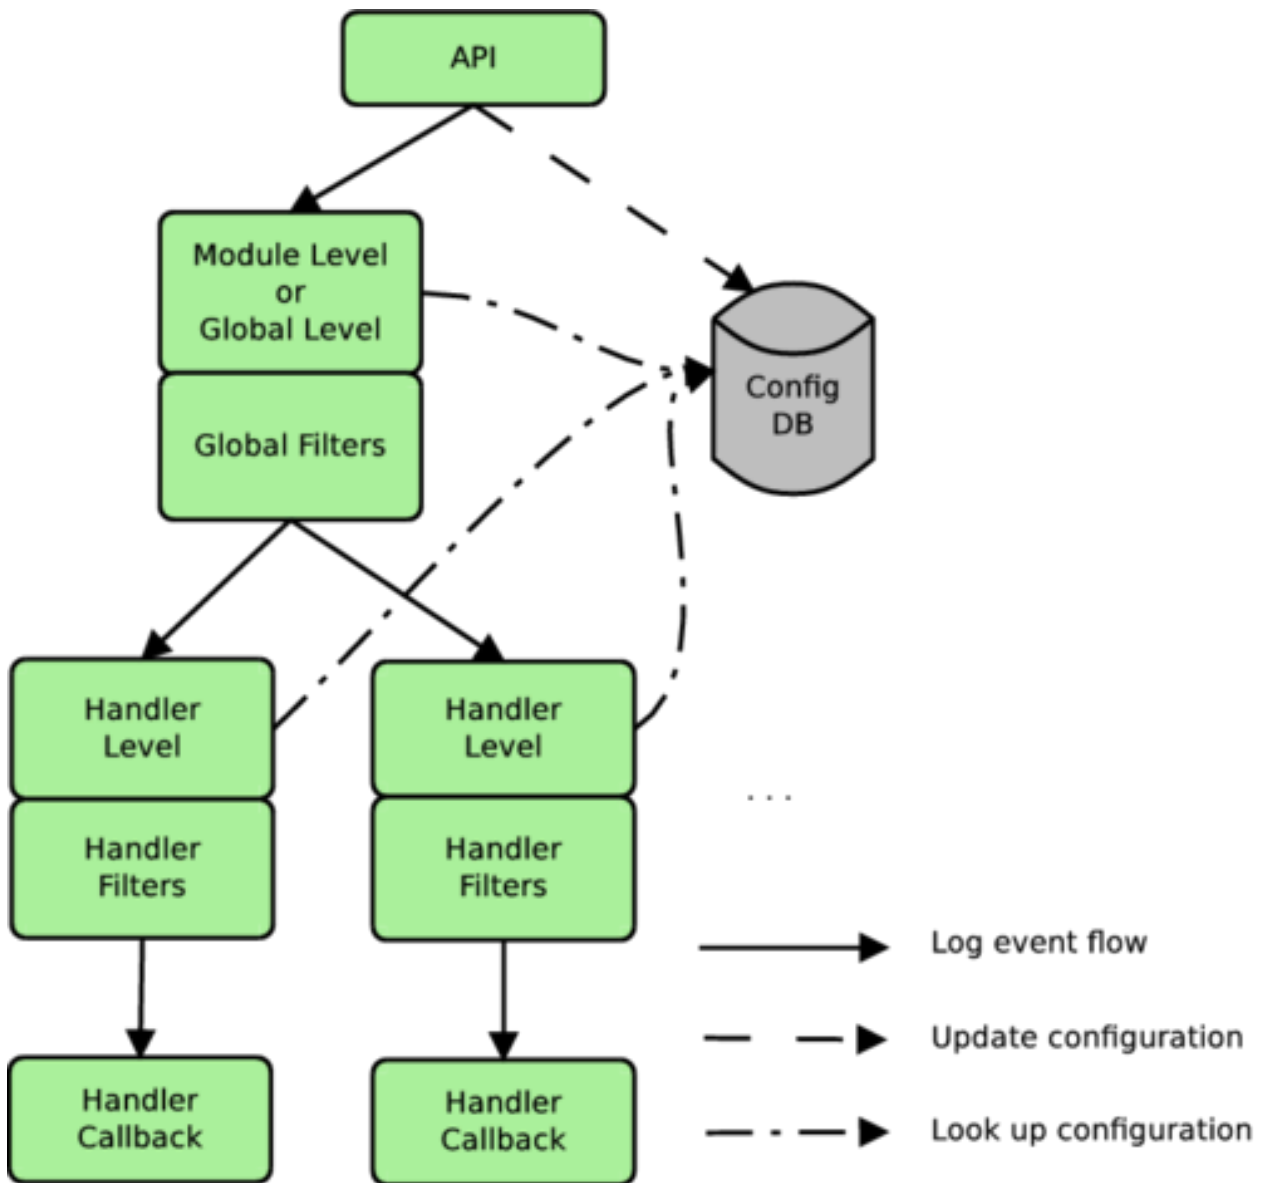 API
Module Level
or
Global Level
Global Filters
Config
DB
Handler
Level
Handler
Filters
Handler
Level
Handler
Filters
. . .
Handler
Callback
Handler
Callback
Log event flow
Update configuration
Look up configuration